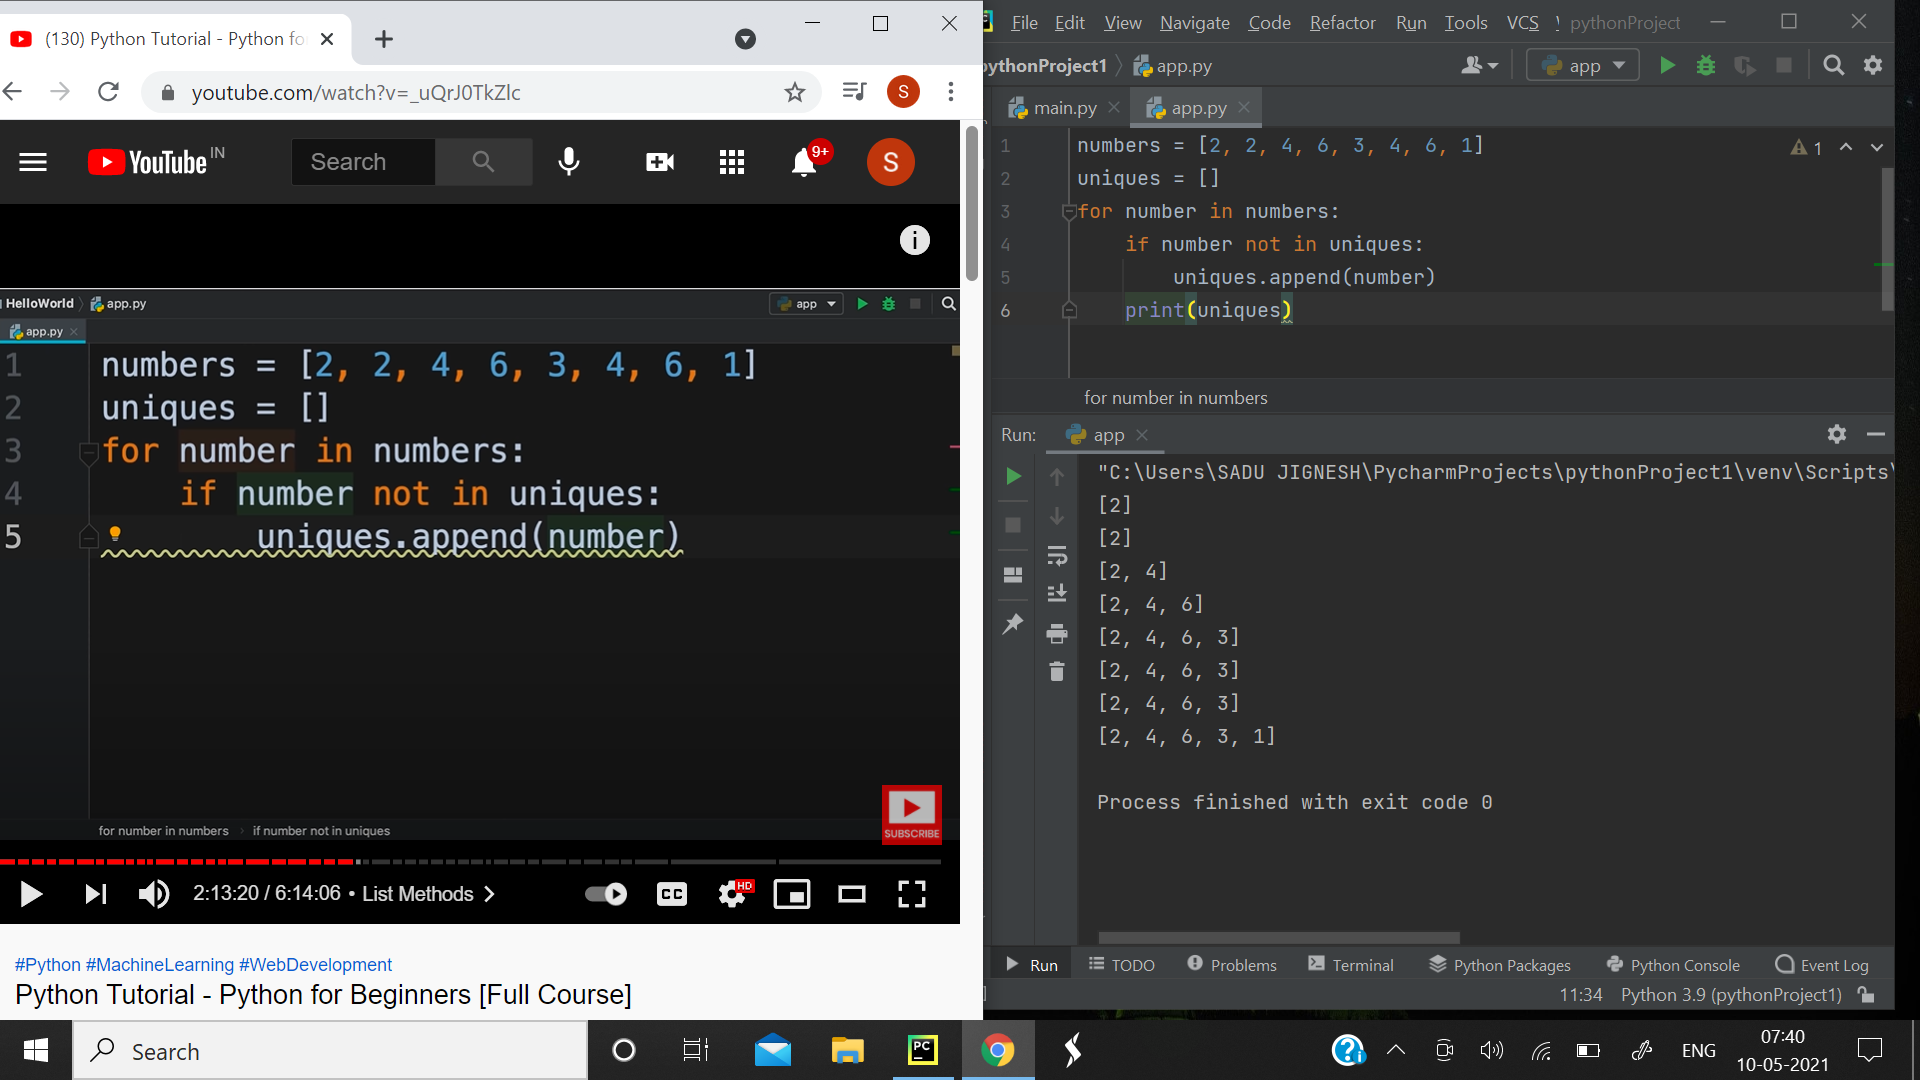 (130) Python Tutorial - Python fo
youtube.com/watch?v=_uQrJ0TkZlc
S
YouTube IN
Search
9+
S
HelloWorld
app.py
app
app.py
1 numbers = [2, 2, 4, 6, 3, 4, 6, 1]
2 uniques = []
3 for number in numbers:
4 if number not in uniques:
5 uniques.append(number)
for number in numbers › if number not in uniques
SUBSCRIBE
2:13:20 / 6:14:06 • List Methods
CC
HD
#Python #MachineLearning #WebDevelopment
Python Tutorial - Python for Beginners [Full Course]
File Edit View Navigate Code Refactor Run Tools VCS pythonProject
ythonProject1
app.py
app
main.py
app.py
1 numbers = [2, 2, 4, 6, 3, 4, 6, 1]
2 uniques = []
3 for number in numbers:
4 if number not in uniques:
5 uniques.append(number)
6 print(uniques)
1
for number in numbers
Run: app
"C:\Users\SADU JIGNESH\PycharmProjects\pythonProject1\venv\Scripts\
[2]
[2]
[2, 4]
[2, 4, 6]
[2, 4, 6, 3]
[2, 4, 6, 3]
[2, 4, 6, 3]
[2, 4, 6, 3, 1]
Process finished with exit code 0
Run TODO Problems Terminal Python Packages Python Console Event Log
11:34 Python 3.9 (pythonProject1)
Search
PC
ENG
07:40
10-05-2021